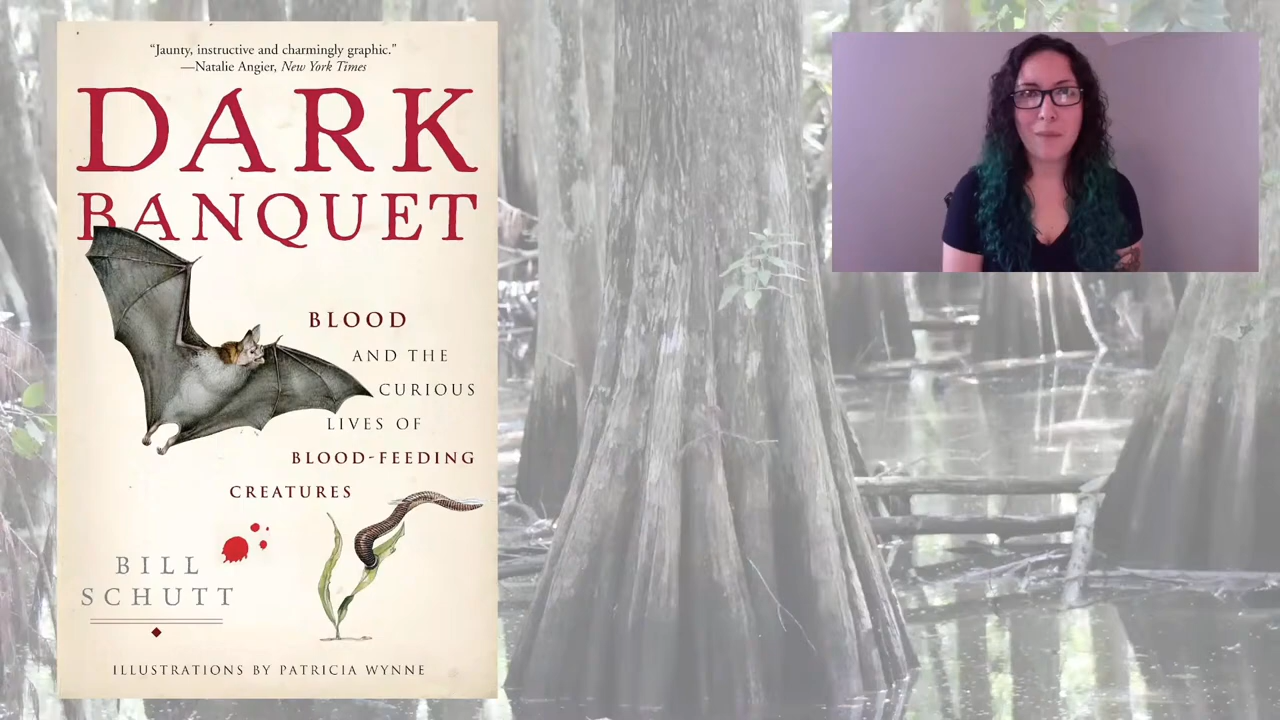 “Jaunty, instructive and charmingly graphic.”
—Natalie Angier, New York Times
DARK
BANQUET
BLOOD
AND THE
CURIOUS
LIVES OF
BLOOD-FEEDING
CREATURES
BILL
SCHUTT
ILLUSTRATIONS BY PATRICIA WYNNE